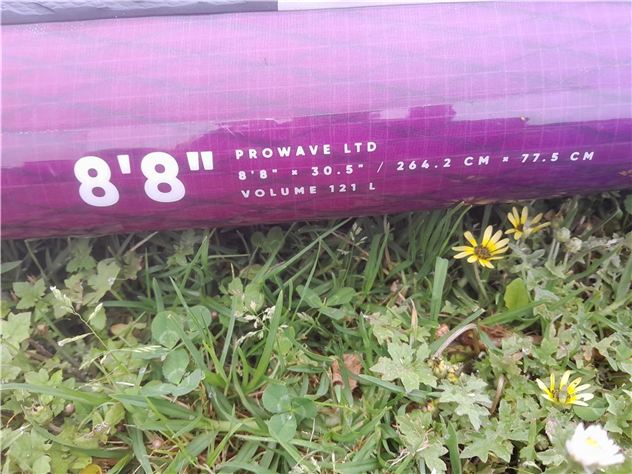 8'8"
PROWAVE LTD
8'8" × 30.5" / 264.2 CM × 77.5 CM
VOLUME 121 L